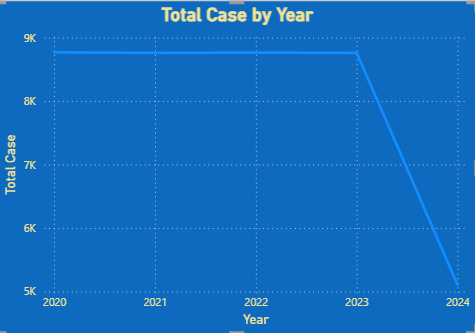 Total Case by Year
9K
8K
7K
6K
5K
Total Case
2020 2021 2022 2023 2024
Year